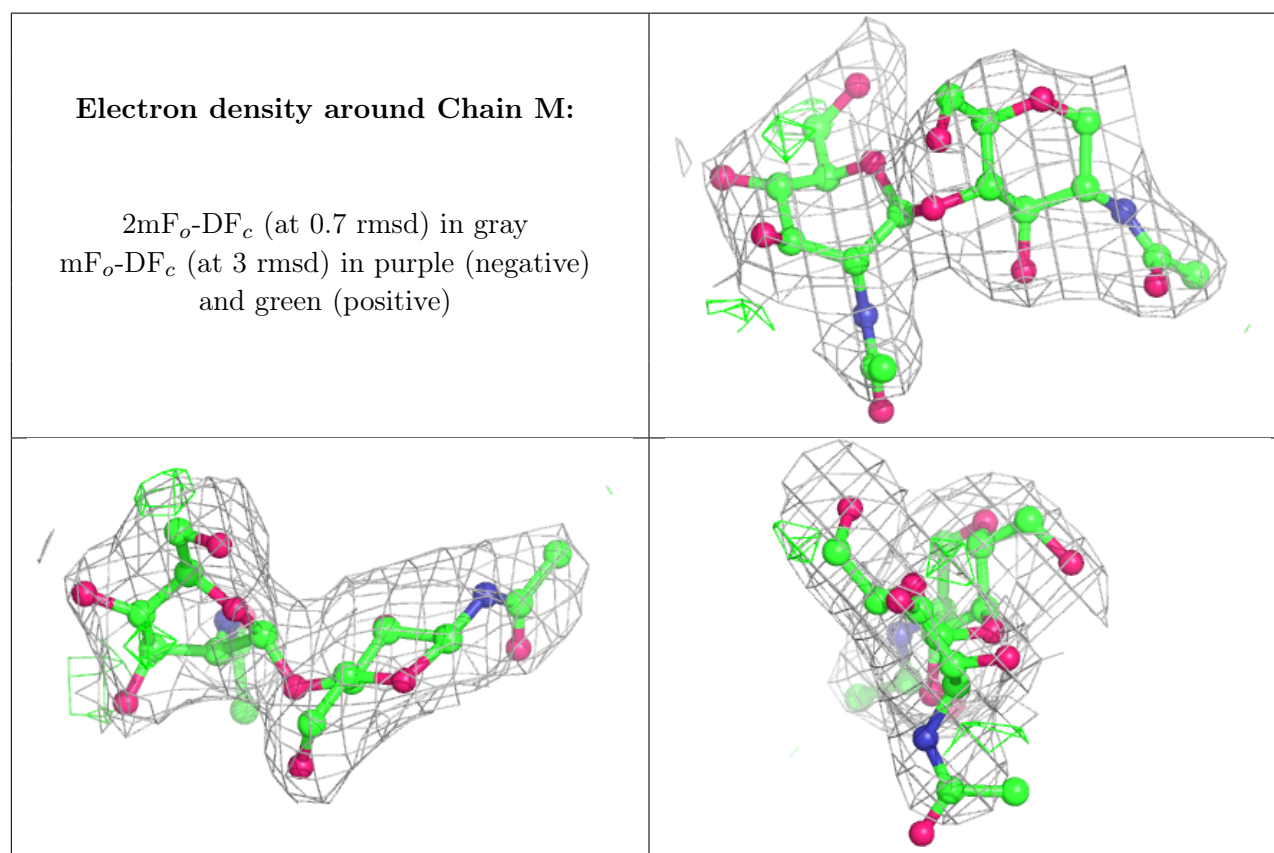 Electron density around Chain M:
2mFo-DFc (at 0.7 rmsd) in gray
mFo-DFc (at 3 rmsd) in purple (negative)
and green (positive)